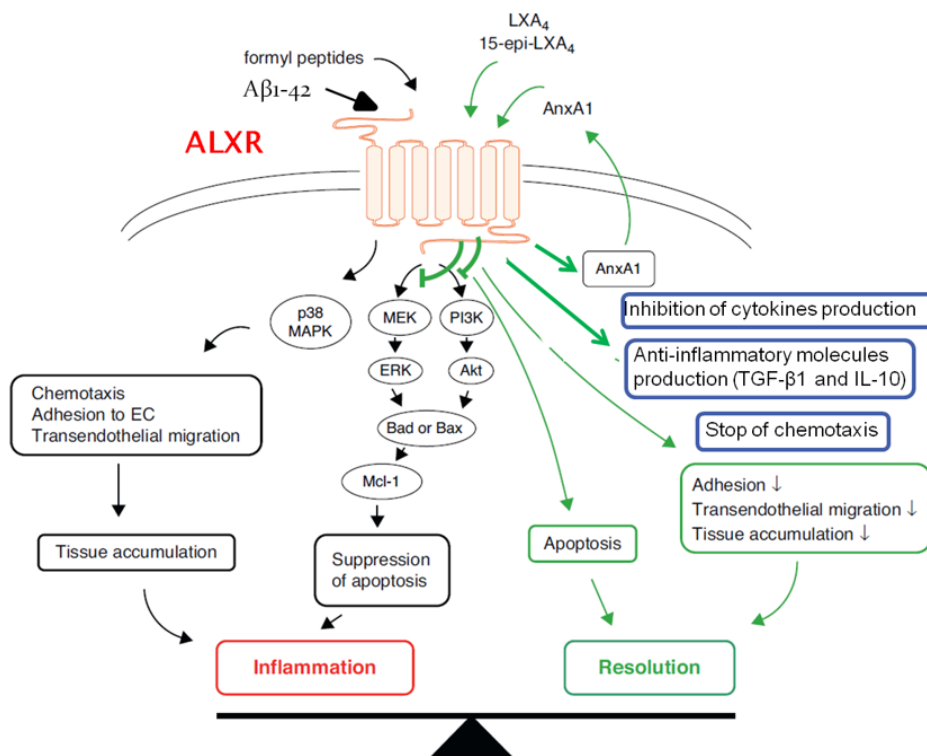 LXA₄
15-epi-LXA₄
formyl peptides
Aβ1-42
AnxA1
ALXR
AnxA1
p38
MAPK
MEK
PI3K
Inhibition of cytokines production
Anti-inflammatory molecules
production (TGF-β1 and IL-10)
ERK
Akt
Chemotaxis
Adhesion to EC
Transendothelial migration
Bad or Bax
Stop of chemotaxis
Mcl-1
Adhesion ↓
Transendothelial migration ↓
Tissue accumulation ↓
Tissue accumulation
Suppression
of apoptosis
Apoptosis
Inflammation
Resolution